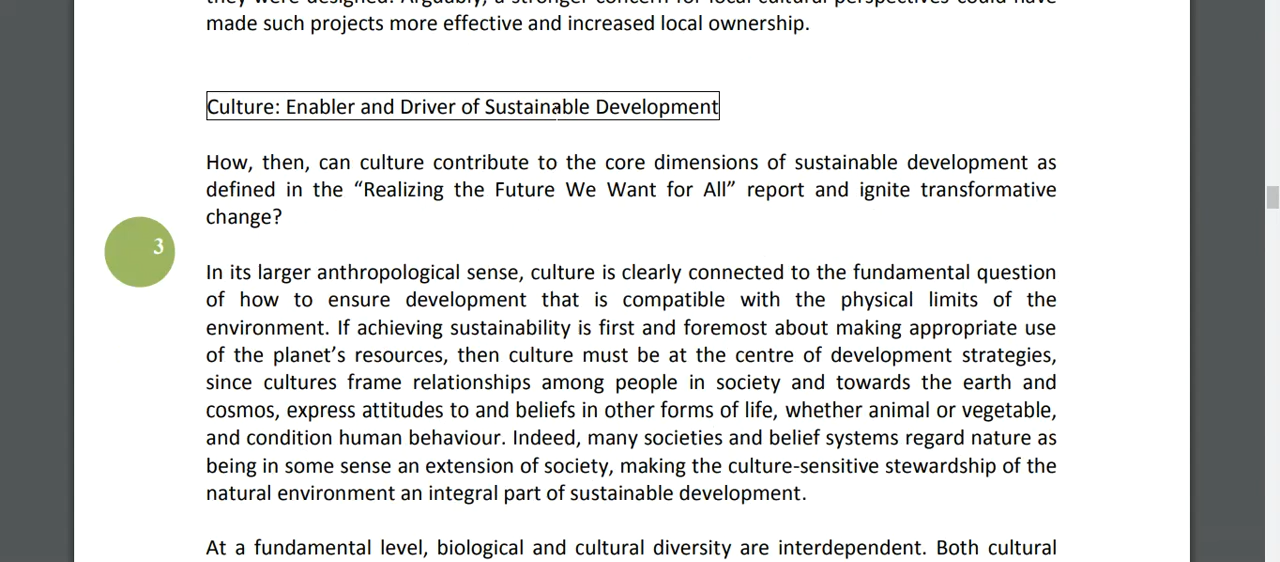 made such projects more effective and increased local ownership.
Culture: Enabler and Driver of Sustainable Development
How, then, can culture contribute to the core dimensions of sustainable development as
defined in the “Realizing the Future We Want for All” report and ignite transformative
change?
3
In its larger anthropological sense, culture is clearly connected to the fundamental question
of how to ensure development that is compatible with the physical limits of the
environment. If achieving sustainability is first and foremost about making appropriate use
of the planet’s resources, then culture must be at the centre of development strategies,
since cultures frame relationships among people in society and towards the earth and
cosmos, express attitudes to and beliefs in other forms of life, whether animal or vegetable,
and condition human behaviour. Indeed, many societies and belief systems regard nature as
being in some sense an extension of society, making the culture-sensitive stewardship of the
natural environment an integral part of sustainable development.
At a fundamental level, biological and cultural diversity are interdependent. Both cultural